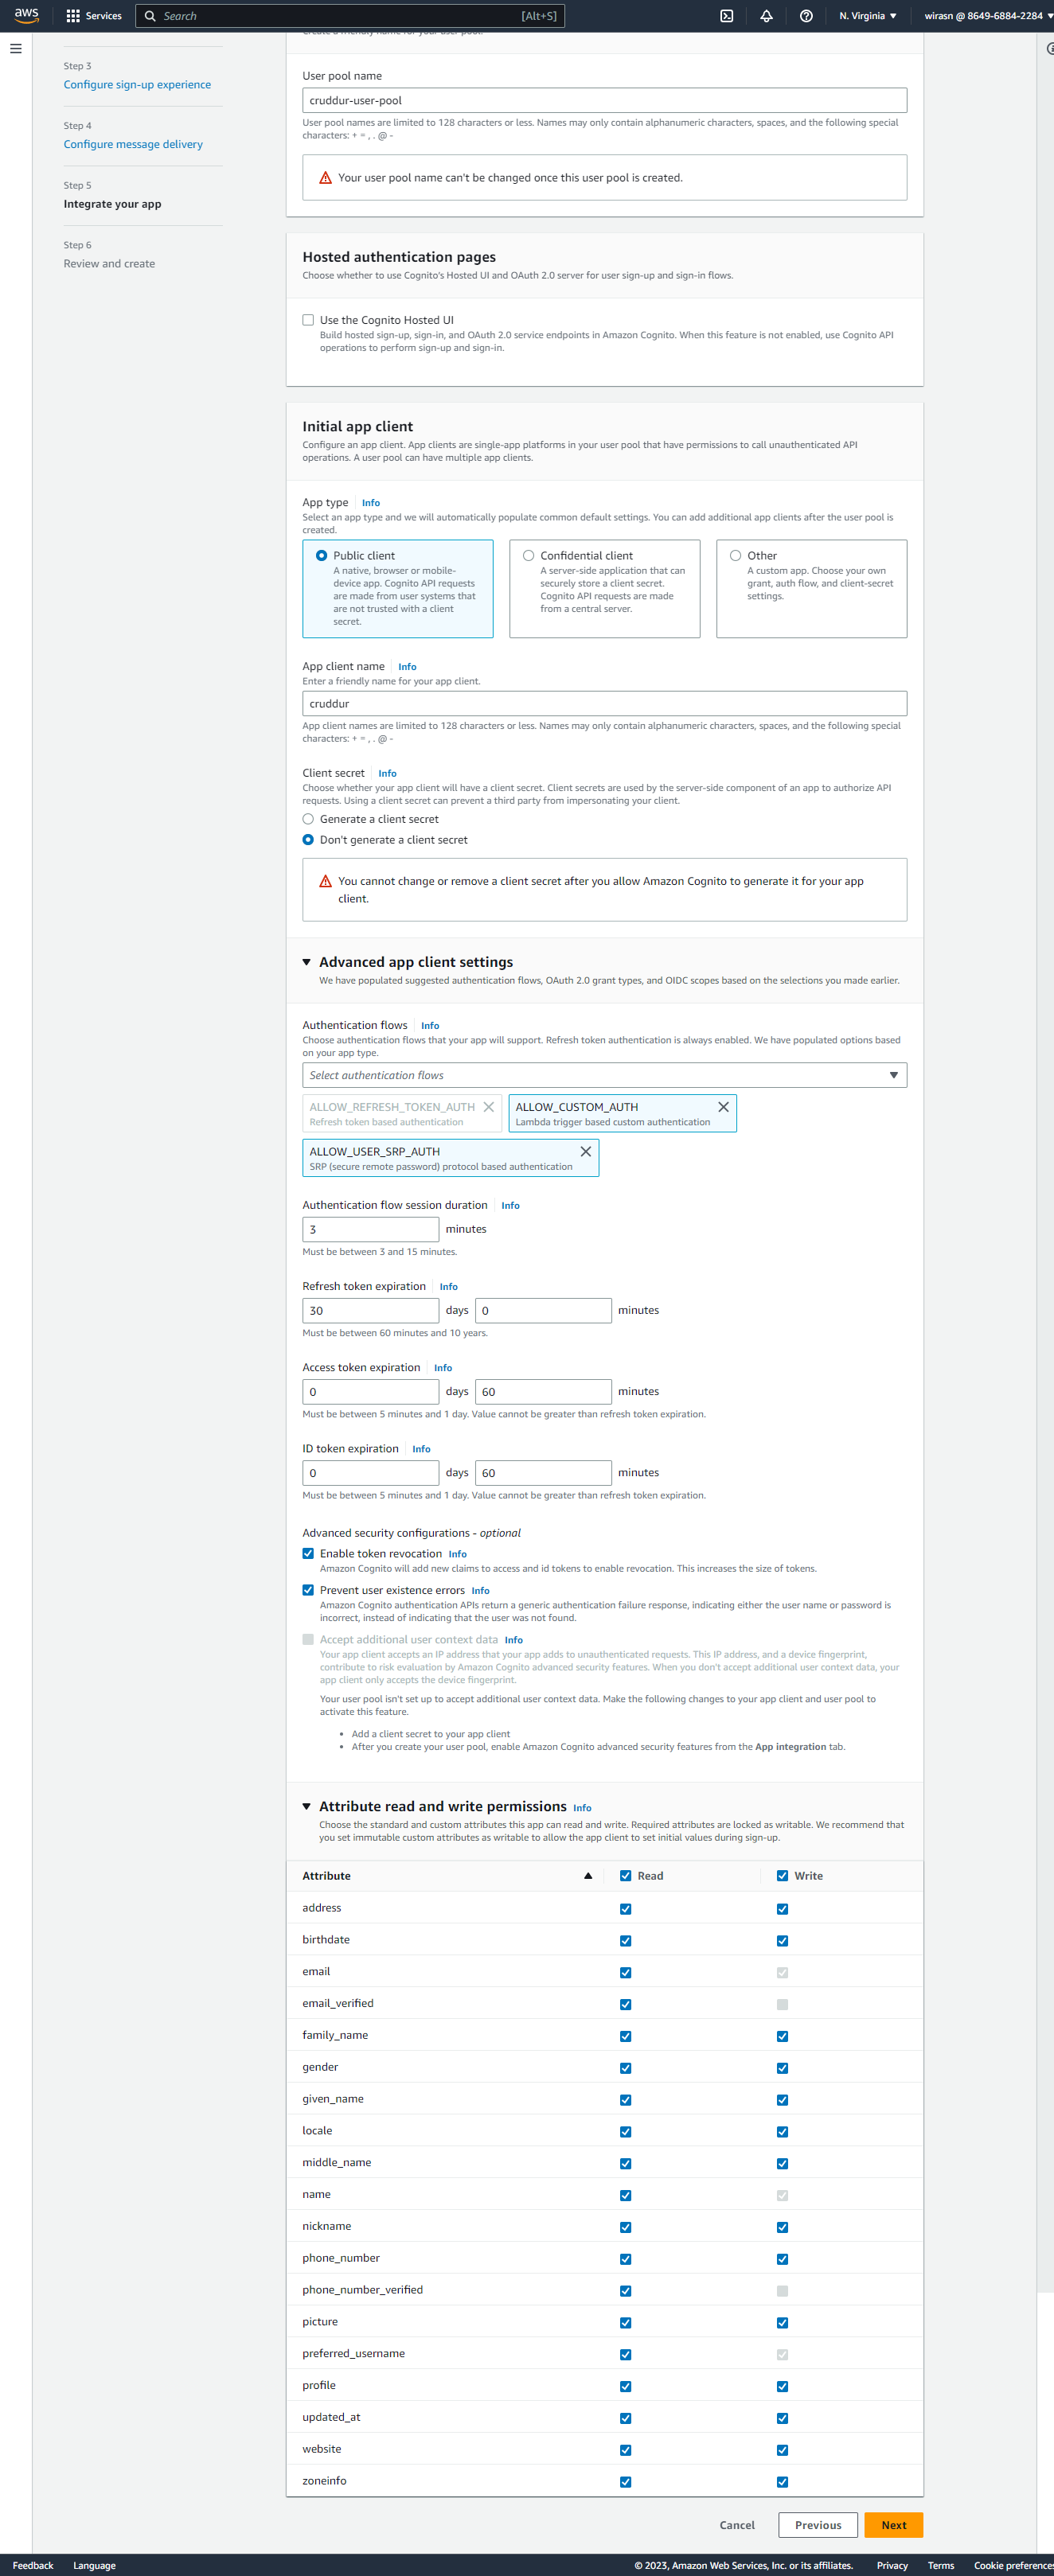 aws
Services
Search
[Alt+S]
N. Virginia
wirasn @ 8649-6884-2284
Create a friendly name for your user pool.
Step 3
Configure sign-up experience
Step 4
Configure message delivery
Step 5
Integrate your app
Step 6
Review and create
User pool name
cruddur-user-pool
User pool names are limited to 128 characters or less. Names may only contain alphanumeric characters, spaces, and the following special
characters: + = , . @ -
Your user pool name can't be changed once this user pool is created.
Hosted authentication pages
Choose whether to use Cognito's Hosted UI and OAuth 2.0 server for user sign-up and sign-in flows.
Use the Cognito Hosted UI
Build hosted sign-up, sign-in, and OAuth 2.0 service endpoints in Amazon Cognito. When this feature is not enabled, use Cognito API
operations to perform sign-up and sign-in.
Initial app client
Configure an app client. App clients are single-app platforms in your user pool that have permissions to call unauthenticated API
operations. A user pool can have multiple app clients.
App type Info
Select an app type and we will automatically populate common default settings. You can add additional app clients after the user pool is
created.
Public client
A native, browser or mobile-
device app. Cognito API requests
are made from user systems that
are not trusted with a client
secret.
Confidential client
A server-side application that can
securely store a client secret.
Cognito API requests are made
from a central server.
Other
A custom app. Choose your own
grant, auth flow, and client-secret
settings.
App client name Info
Enter a friendly name for your app client.
cruddur
App client names are limited to 128 characters or less. Names may only contain alphanumeric characters, spaces, and the following special
characters: + = , . @ -
Client secret Info
Choose whether your app client will have a client secret. Client secrets are used by the server-side component of an app to authorize API
requests. Using a client secret can prevent a third party from impersonating your client.
Generate a client secret
Don't generate a client secret
You cannot change or remove a client secret after you allow Amazon Cognito to generate it for your app
client.
Advanced app client settings
We have populated suggested authentication flows, OAuth 2.0 grant types, and OIDC scopes based on the selections you made earlier.
Authentication flows Info
Choose authentication flows that your app will support. Refresh token authentication is always enabled. We have populated options based
on your app type.
Select authentication flows
ALLOW_REFRESH_TOKEN_AUTH
Refresh token based authentication
ALLOW_CUSTOM_AUTH
Lambda trigger based custom authentication
ALLOW_USER_SRP_AUTH
SRP (secure remote password) protocol based authentication
Authentication flow session duration Info
3 minutes
Must be between 3 and 15 minutes.
Refresh token expiration Info
30 days 0 minutes
Must be between 60 minutes and 10 years.
Access token expiration Info
0 days 60 minutes
Must be between 5 minutes and 1 day. Value cannot be greater than refresh token expiration.
ID token expiration Info
0 days 60 minutes
Must be between 5 minutes and 1 day. Value cannot be greater than refresh token expiration.
Advanced security configurations - optional
Enable token revocation Info
Amazon Cognito will add new claims to access and id tokens to enable revocation. This increases the size of tokens.
Prevent user existence errors Info
Amazon Cognito authentication APIs return a generic authentication failure response, indicating either the user name or password is
incorrect, instead of indicating that the user was not found.
Accept additional user context data Info
Your app client accepts an IP address that your app adds to unauthenticated requests. This IP address, and a device fingerprint,
contribute to risk evaluation by Amazon Cognito advanced security features. When you don't accept additional user context data, your
app client only accepts the device fingerprint.
Your user pool isn't set up to accept additional user context data. Make the following changes to your app client and user pool to
activate this feature.
• Add a client secret to your app client
• After you create your user pool, enable Amazon Cognito advanced security features from the App integration tab.
Attribute read and write permissions Info
Choose the standard and custom attributes this app can read and write. Required attributes are locked as writable. We recommend that
you set immutable custom attributes as writable to allow the app client to set initial values during sign-up.
Attribute Read Write
address
birthdate
email
email_verified
family_name
gender
given_name
locale
middle_name
name
nickname
phone_number
phone_number_verified
picture
preferred_username
profile
updated_at
website
zoneinfo
Cancel Previous Next
Feedback Language © 2023, Amazon Web Services, Inc. or its affiliates. Privacy Terms Cookie preferences